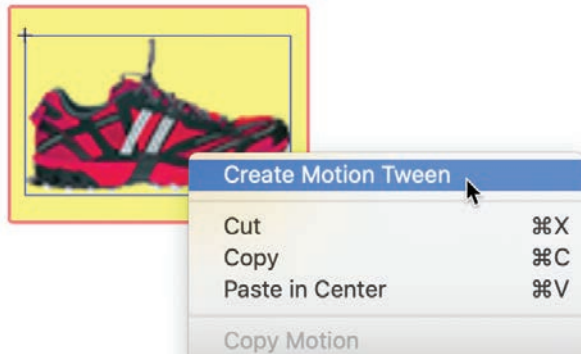 Create Motion Tween
Cut ⌘X
Copy ⌘C
Paste in Center ⌘V
Copy Motion